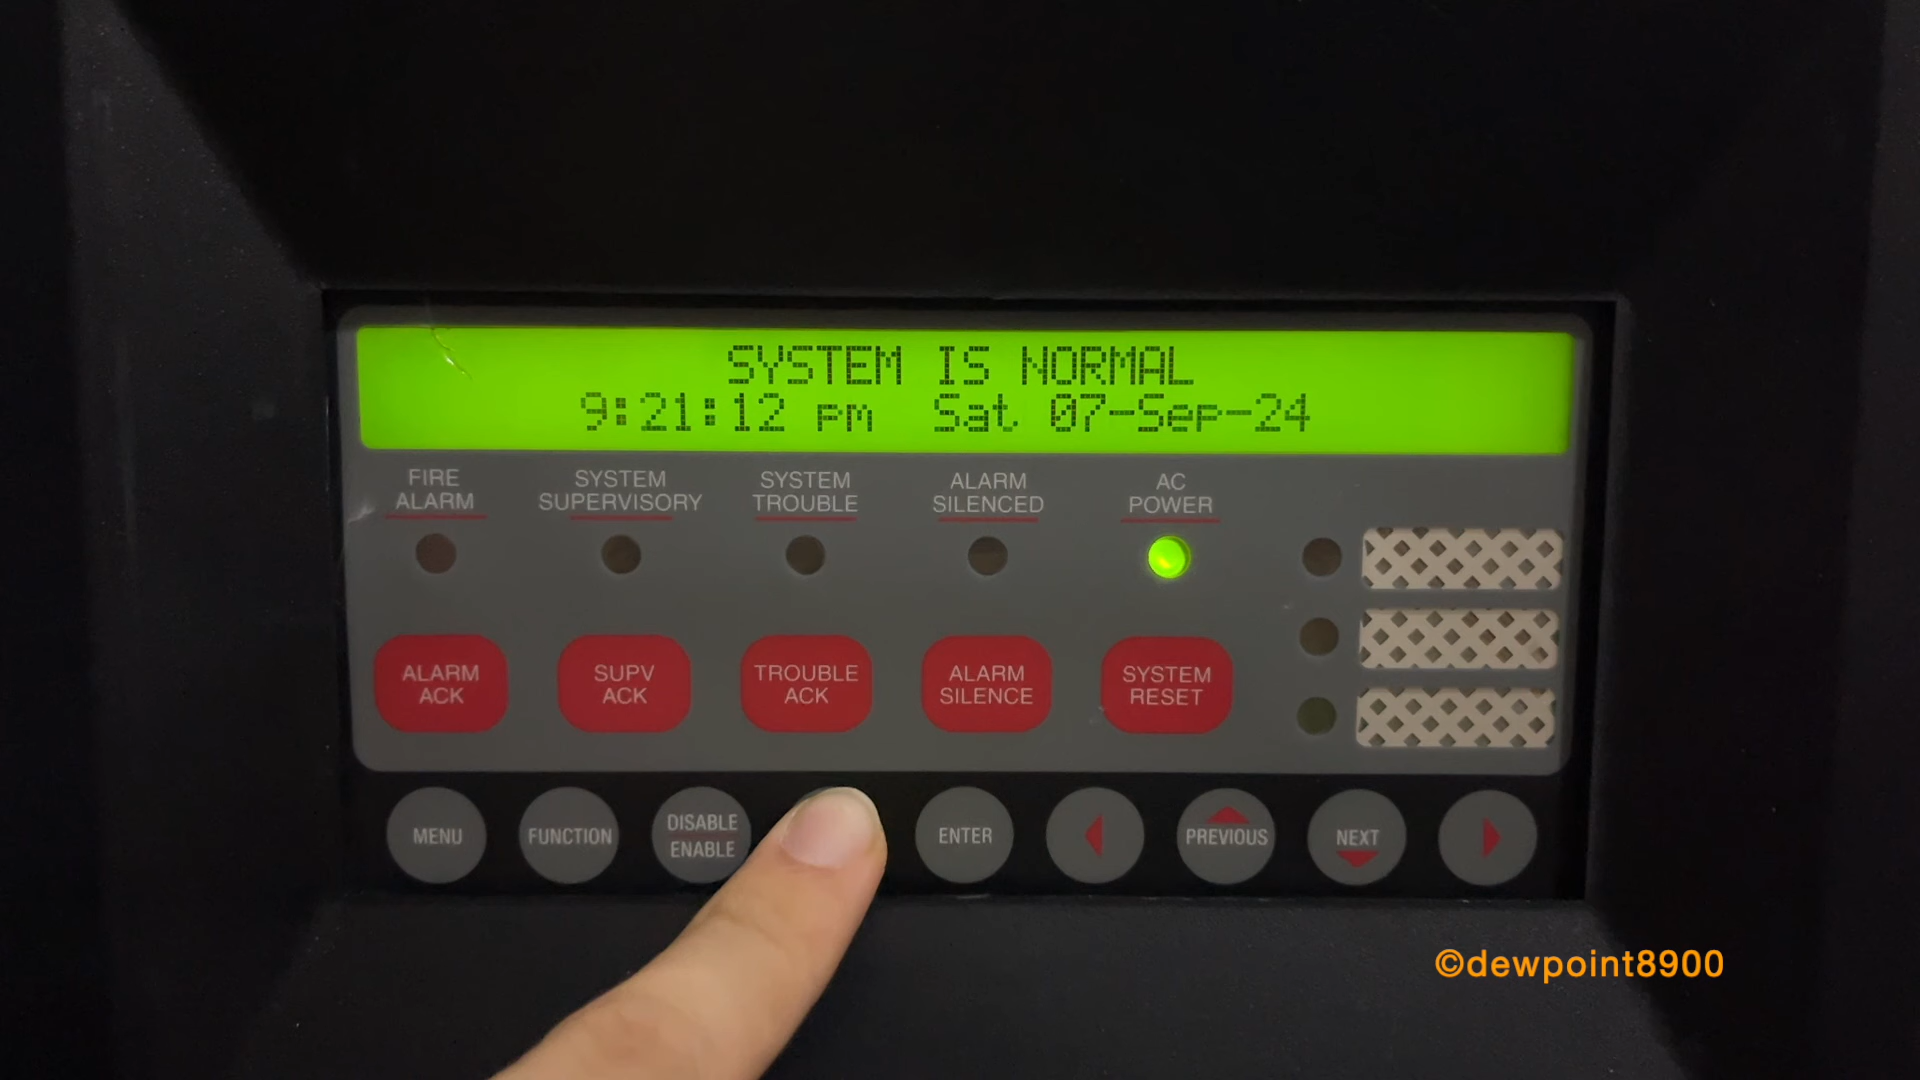 SYSTEM IS NORMAL
9:21:12 pm Sat 07-Sep-24
FIRE
ALARM
SYSTEM
SUPERVISORY
SYSTEM
TROUBLE
ALARM
SILENCED
AC
POWER
ALARM
ACK
SUPV
ACK
TROUBLE
ACK
ALARM
SILENCE
SYSTEM
RESET
MENU
FUNCTION
DISABLE
ENABLE
ENTER
PREVIOUS
NEXT
©dewpoint8900